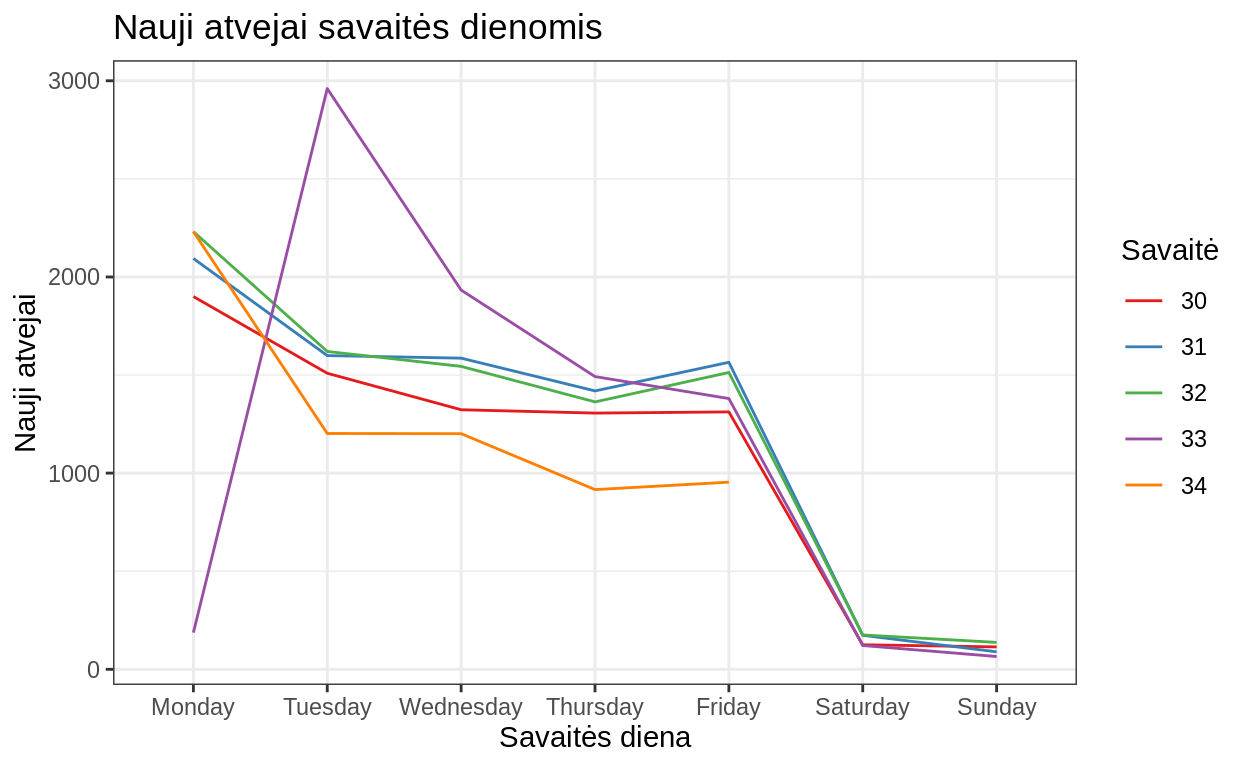 Nauji atvejai savaitės dienomis
Nauji atvejai
3000
2000
1000
0
Monday Tuesday Wednesday Thursday Friday Saturday Sunday
Savaitės diena
Savaitė
30
31
32
33
34